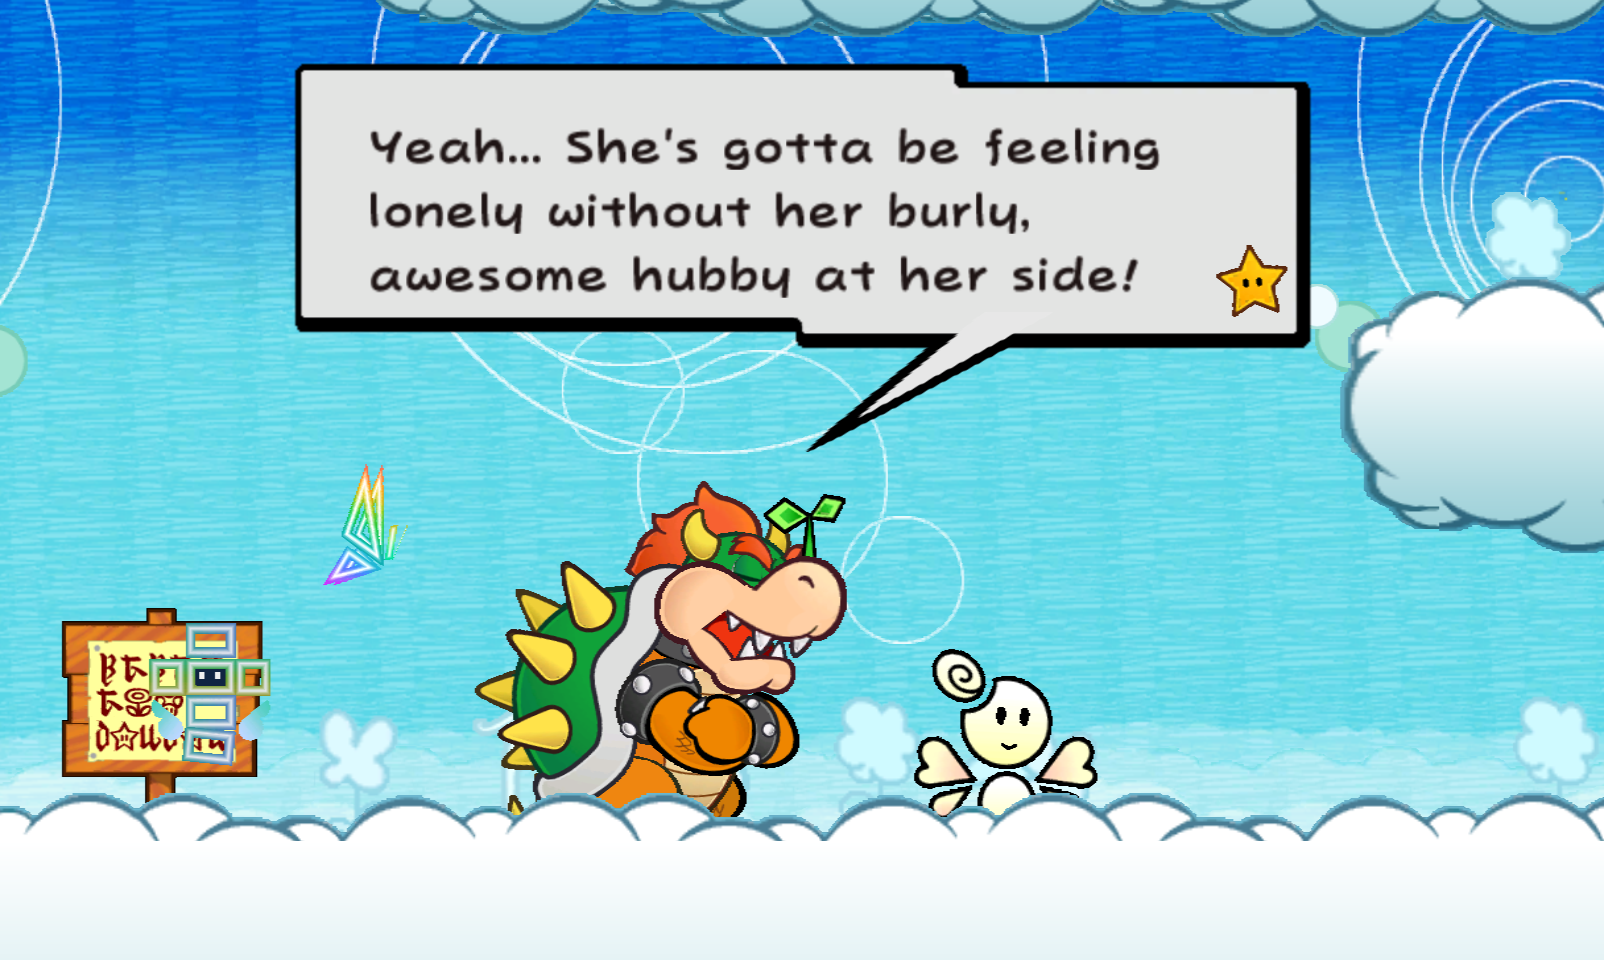 Yeah... She's gotta be feeling
lonely without her burly,
awesome hubby at her side!